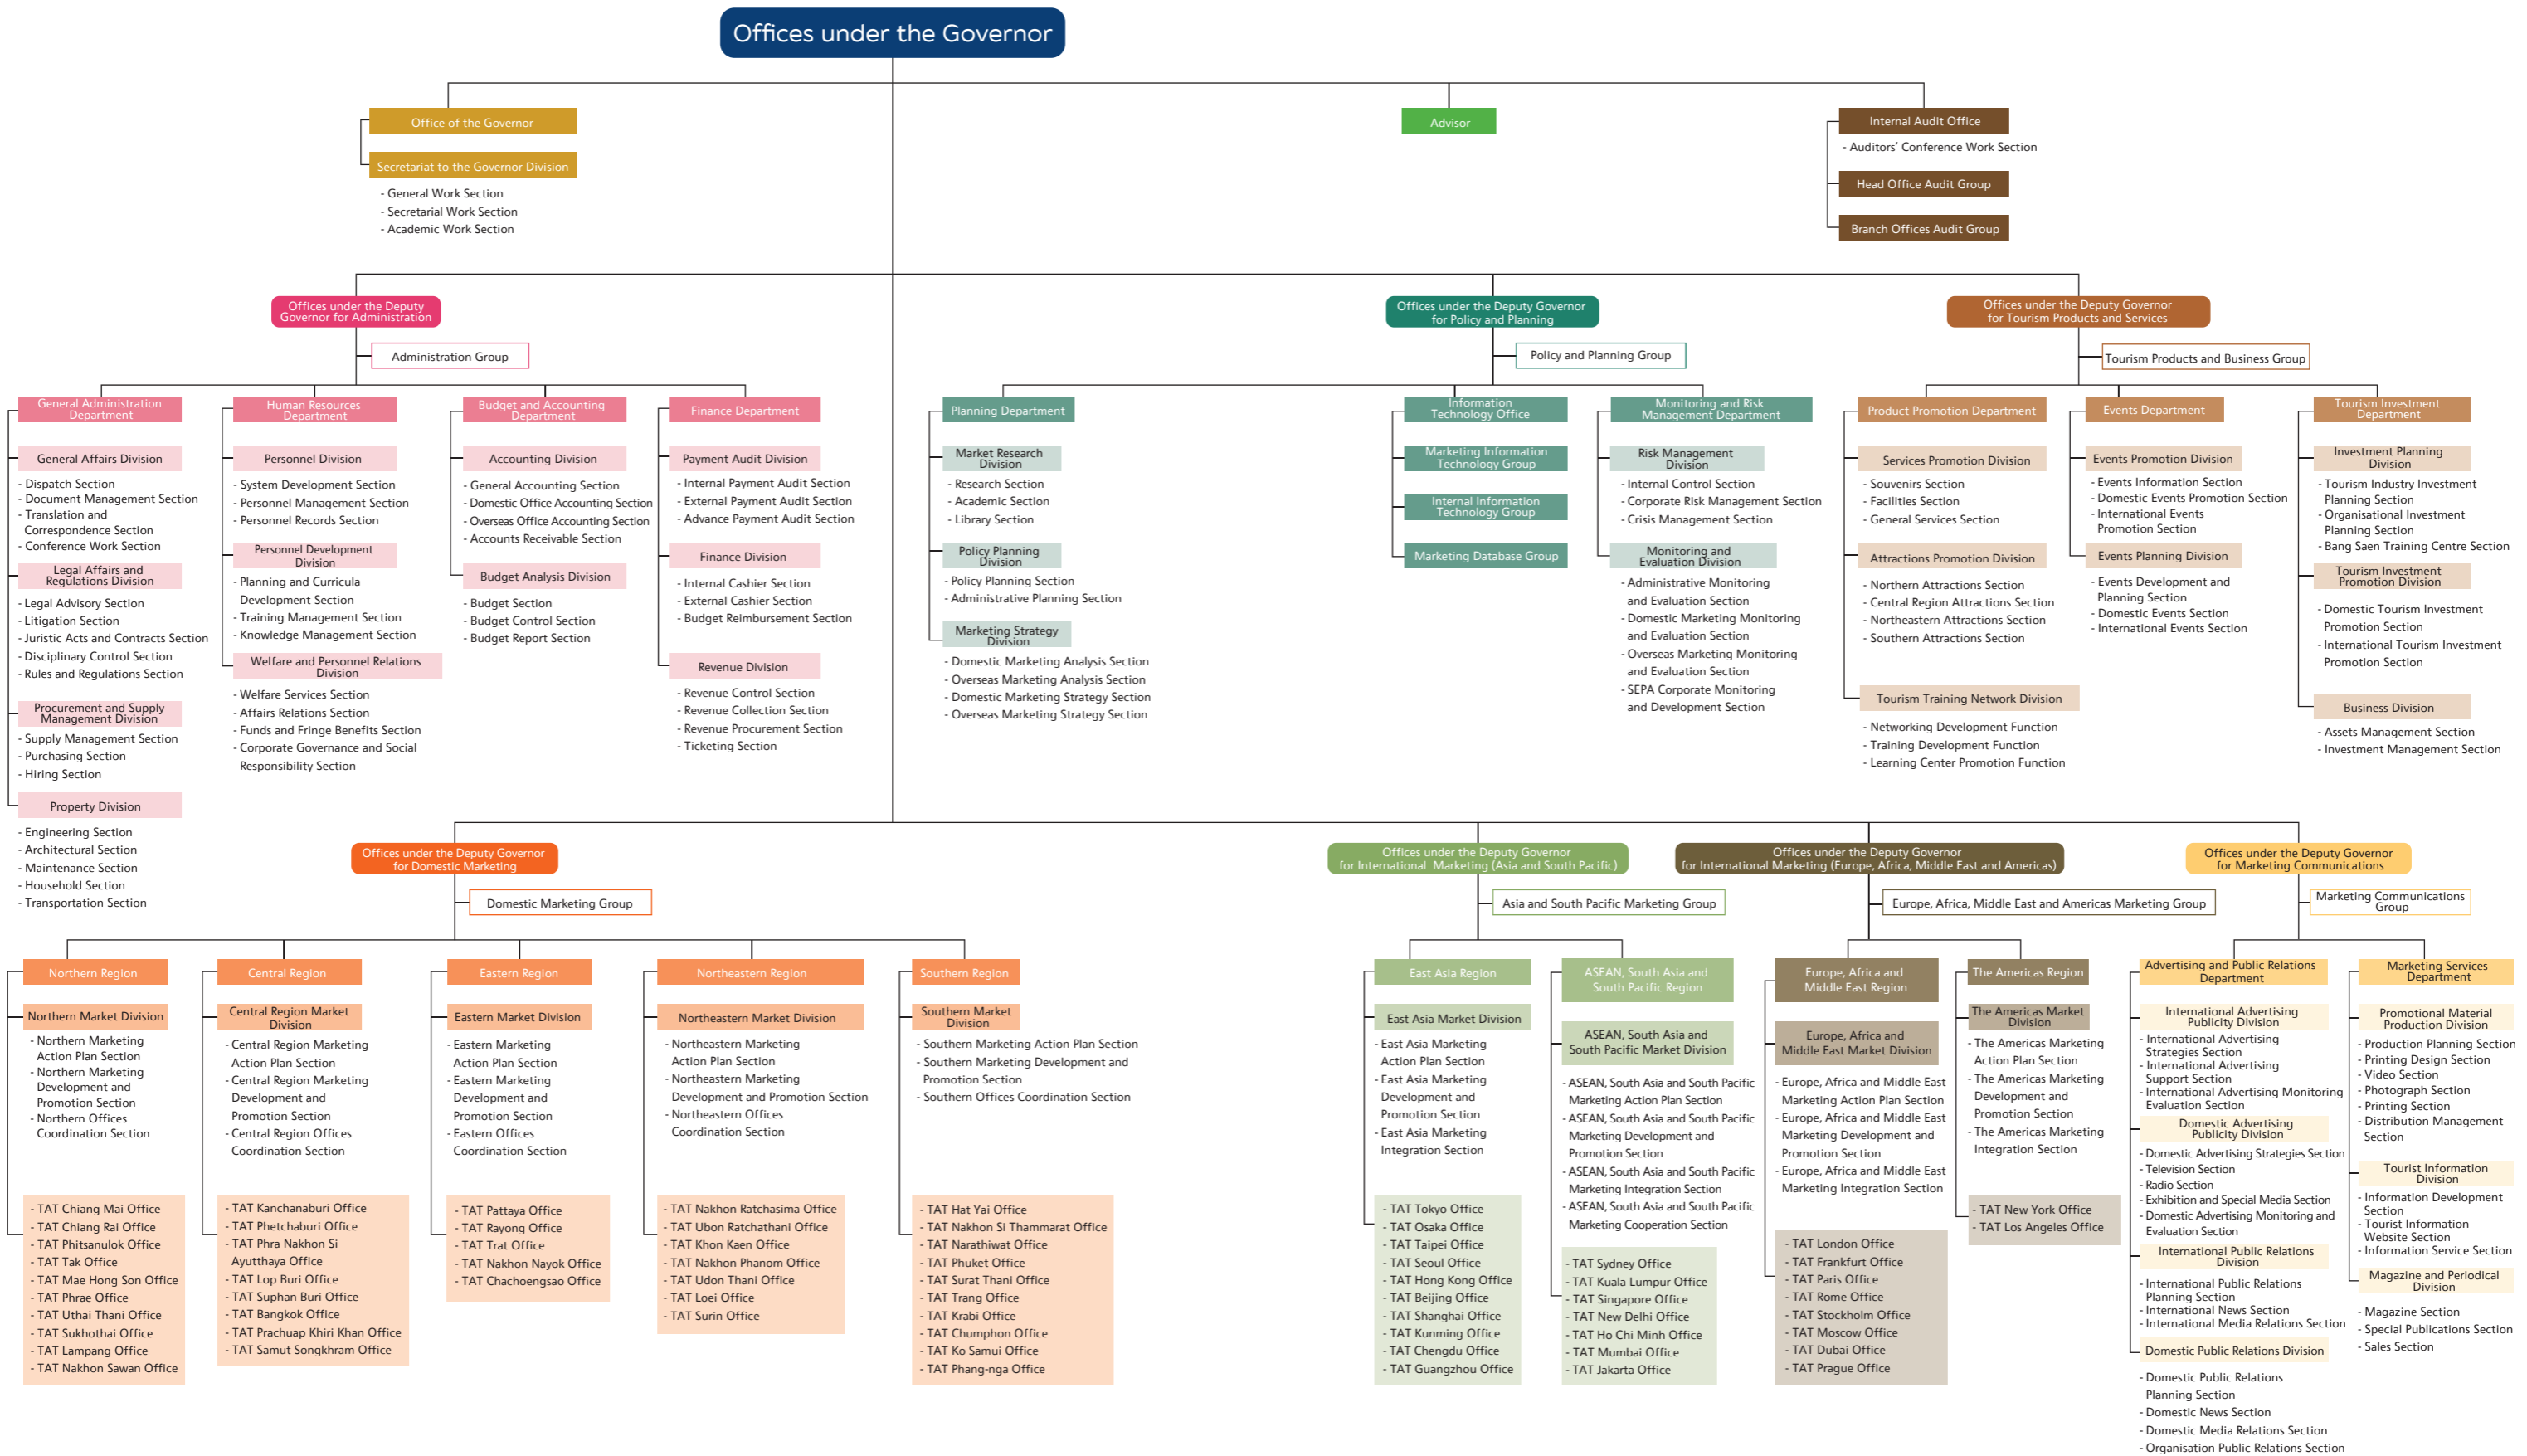 Offices under the Governor
Office of the Governor
Secretariat to the Governor Division
- General Work Section
- Secretarial Work Section
- Academic Work Section
Advisor
Internal Audit Office
- Auditors' Conference Work Section
Head Office Audit Group
Branch Offices Audit Group
Offices under the Deputy
Governor for Administration
Administration Group
General Administration
Department
General Affairs Division
- Dispatch Section
- Document Management Section
- Translation and
Correspondence Section
- Conference Work Section
Legal Affairs and
Regulations Division
- Legal Advisory Section
- Litigation Section
- Juristic Acts and Contracts Section
- Disciplinary Control Section
- Rules and Regulations Section
Procurement and Supply
Management Division
- Supply Management Section
- Purchasing Section
- Hiring Section
Property Division
- Engineering Section
- Architectural Section
- Maintenance Section
- Household Section
- Transportation Section
Human Resources
Department
Personnel Division
- System Development Section
- Personnel Management Section
- Personnel Records Section
Personnel Development
Division
- Planning and Curricula
Development Section
- Training Management Section
- Knowledge Management Section
Welfare and Personnel Relations
Division
- Welfare Services Section
- Affairs Relations Section
- Funds and Fringe Benefits Section
- Corporate Governance and Social
Responsibility Section
Budget and Accounting
Department
Accounting Division
- General Accounting Section
- Domestic Office Accounting Section
- Overseas Office Accounting Section
- Accounts Receivable Section
Budget Analysis Division
- Budget Section
- Budget Control Section
- Budget Report Section
Finance Department
Payment Audit Division
- Internal Payment Audit Section
- External Payment Audit Section
- Advance Payment Audit Section
Finance Division
- Internal Cashier Section
- External Cashier Section
- Budget Reimbursement Section
Revenue Division
- Revenue Control Section
- Revenue Collection Section
- Revenue Procurement Section
- Ticketing Section
Offices under the Deputy Governor
for Policy and Planning
Policy and Planning Group
Planning Department
Market Research
Division
- Research Section
- Academic Section
- Library Section
Policy Planning
Division
- Policy Planning Section
- Administrative Planning Section
Marketing Strategy
Division
- Domestic Marketing Analysis Section
- Overseas Marketing Analysis Section
- Domestic Marketing Strategy Section
- Overseas Marketing Strategy Section
Information
Technology Office
Marketing Information
Technology Group
Internal Information
Technology Group
Marketing Database Group
Monitoring and Risk
Management Department
Risk Management
Division
- Internal Control Section
- Corporate Risk Management Section
- Crisis Management Section
Monitoring and
Evaluation Division
- Administrative Monitoring
and Evaluation Section
- Domestic Marketing Monitoring
and Evaluation Section
- Overseas Marketing Monitoring
and Evaluation Section
- SEPA Corporate Monitoring
and Development Section
Offices under the Deputy Governor
for Tourism Products and Services
Tourism Products and Business Group
Product Promotion Department
Services Promotion Division
- Souvenirs Section
- Facilities Section
- General Services Section
Attractions Promotion Division
- Northern Attractions Section
- Central Region Attractions Section
- Northeastern Attractions Section
- Southern Attractions Section
Tourism Training Network Division
- Networking Development Function
- Training Development Function
- Learning Center Promotion Function
Events Department
Events Promotion Division
- Events Information Section
- Domestic Events Promotion Section
- International Events
Promotion Section
Events Planning Division
- Events Development and
Planning Section
- Domestic Events Section
- International Events Section
Tourism Investment
Department
Investment Planning
Division
- Tourism Industry Investment
Planning Section
- Organisational Investment
Planning Section
- Bang Saen Training Centre Section
Tourism Investment
Promotion Division
- Domestic Tourism Investment
Promotion Section
- International Tourism Investment
Promotion Section
Business Division
- Assets Management Section
- Investment Management Section
Offices under the Deputy Governor
for Domestic Marketing
Domestic Marketing Group
Northern Region
Northern Market Division
- Northern Marketing
Action Plan Section
- Northern Marketing
Development and
Promotion Section
- Northern Offices
Coordination Section
- TAT Chiang Mai Office
- TAT Chiang Rai Office
- TAT Phitsanulok Office
- TAT Tak Office
- TAT Mae Hong Son Office
- TAT Phrae Office
- TAT Uthai Thani Office
- TAT Sukhothai Office
- TAT Lampang Office
- TAT Nakhon Sawan Office
Central Region
Central Region Market
Division
- Central Region Marketing
Action Plan Section
- Central Region Marketing
Development and
Promotion Section
- Central Region Offices
Coordination Section
- TAT Kanchanaburi Office
- TAT Phetchaburi Office
- TAT Phra Nakhon Si
Ayutthaya Office
- TAT Lop Buri Office
- TAT Suphan Buri Office
- TAT Bangkok Office
- TAT Prachuap Khiri Khan Office
- TAT Samut Songkhram Office
Eastern Region
Eastern Market Division
- Eastern Marketing
Action Plan Section
- Eastern Marketing
Development and
Promotion Section
- Eastern Offices
Coordination Section
- TAT Pattaya Office
- TAT Rayong Office
- TAT Trat Office
- TAT Nakhon Nayok Office
- TAT Chachoengsao Office
Northeastern Region
Northeastern Market Division
- Northeastern Marketing
Action Plan Section
- Northeastern Marketing
Development and Promotion Section
- Northeastern Offices
Coordination Section
- TAT Nakhon Ratchasima Office
- TAT Ubon Ratchathani Office
- TAT Khon Kaen Office
- TAT Nakhon Phanom Office
- TAT Udon Thani Office
- TAT Loei Office
- TAT Surin Office
Southern Region
Southern Market
Division
- Southern Marketing Action Plan Section
- Southern Marketing Development and
Promotion Section
- Southern Offices Coordination Section
- TAT Hat Yai Office
- TAT Nakhon Si Thammarat Office
- TAT Narathiwat Office
- TAT Phuket Office
- TAT Surat Thani Office
- TAT Trang Office
- TAT Krabi Office
- TAT Chumphon Office
- TAT Ko Samui Office
- TAT Phang-nga Office
Offices under the Deputy Governor
for International Marketing (Asia and South Pacific)
Asia and South Pacific Marketing Group
East Asia Region
East Asia Market Division
- East Asia Marketing
Action Plan Section
- East Asia Marketing
Development and
Promotion Section
- East Asia Marketing
Integration Section
- TAT Tokyo Office
- TAT Osaka Office
- TAT Taipei Office
- TAT Seoul Office
- TAT Hong Kong Office
- TAT Beijing Office
- TAT Shanghai Office
- TAT Kunming Office
- TAT Chengdu Office
- TAT Guangzhou Office
ASEAN, South Asia and
South Pacific Region
ASEAN, South Asia and
South Pacific Market Division
- ASEAN, South Asia and South Pacific
Marketing Action Plan Section
- ASEAN, South Asia and South Pacific
Marketing Development and
Promotion Section
- ASEAN, South Asia and South Pacific
Marketing Integration Section
- ASEAN, South Asia and South Pacific
Marketing Cooperation Section
- TAT Sydney Office
- TAT Kuala Lumpur Office
- TAT Singapore Office
- TAT New Delhi Office
- TAT Ho Chi Minh Office
- TAT Mumbai Office
- TAT Jakarta Office
Offices under the Deputy Governor
for International Marketing (Europe, Africa, Middle East and Americas)
Europe, Africa, Middle East and Americas Marketing Group
Europe, Africa and
Middle East Region
Europe, Africa and
Middle East Market Division
- Europe, Africa and Middle East
Marketing Action Plan Section
- Europe, Africa and Middle East
Marketing Development and
Promotion Section
- Europe, Africa and Middle East
Marketing Integration Section
- TAT London Office
- TAT Frankfurt Office
- TAT Paris Office
- TAT Rome Office
- TAT Stockholm Office
- TAT Moscow Office
- TAT Dubai Office
- TAT Prague Office
The Americas Region
The Americas Market
Division
- The Americas Marketing
Action Plan Section
- The Americas Marketing
Development and
Promotion Section
- The Americas Marketing
Integration Section
- TAT New York Office
- TAT Los Angeles Office
Offices under the Deputy Governor
for Marketing Communications
Marketing Communications
Group
Advertising and Public Relations
Department
International Advertising
Publicity Division
- International Advertising
Strategies Section
- International Advertising
Support Section
- International Advertising Monitoring
Evaluation Section
Domestic Advertising
Publicity Division
- Domestic Advertising Strategies Section
- Television Section
- Radio Section
- Exhibition and Special Media Section
- Domestic Advertising Monitoring and
Evaluation Section
International Public Relations
Division
- International Public Relations
Planning Section
- International News Section
- International Media Relations Section
Domestic Public Relations Division
- Domestic Public Relations
Planning Section
- Domestic News Section
- Domestic Media Relations Section
- Organisation Public Relations Section
Marketing Services
Department
Promotional Material
Production Division
- Production Planning Section
- Printing Design Section
- Video Section
- Photograph Section
- Printing Section
- Distribution Management
Section
Tourist Information
Division
- Information Development
Section
- Tourist Information
Website Section
- Information Service Section
Magazine and Periodical
Division
- Magazine Section
- Special Publications Section
- Sales Section